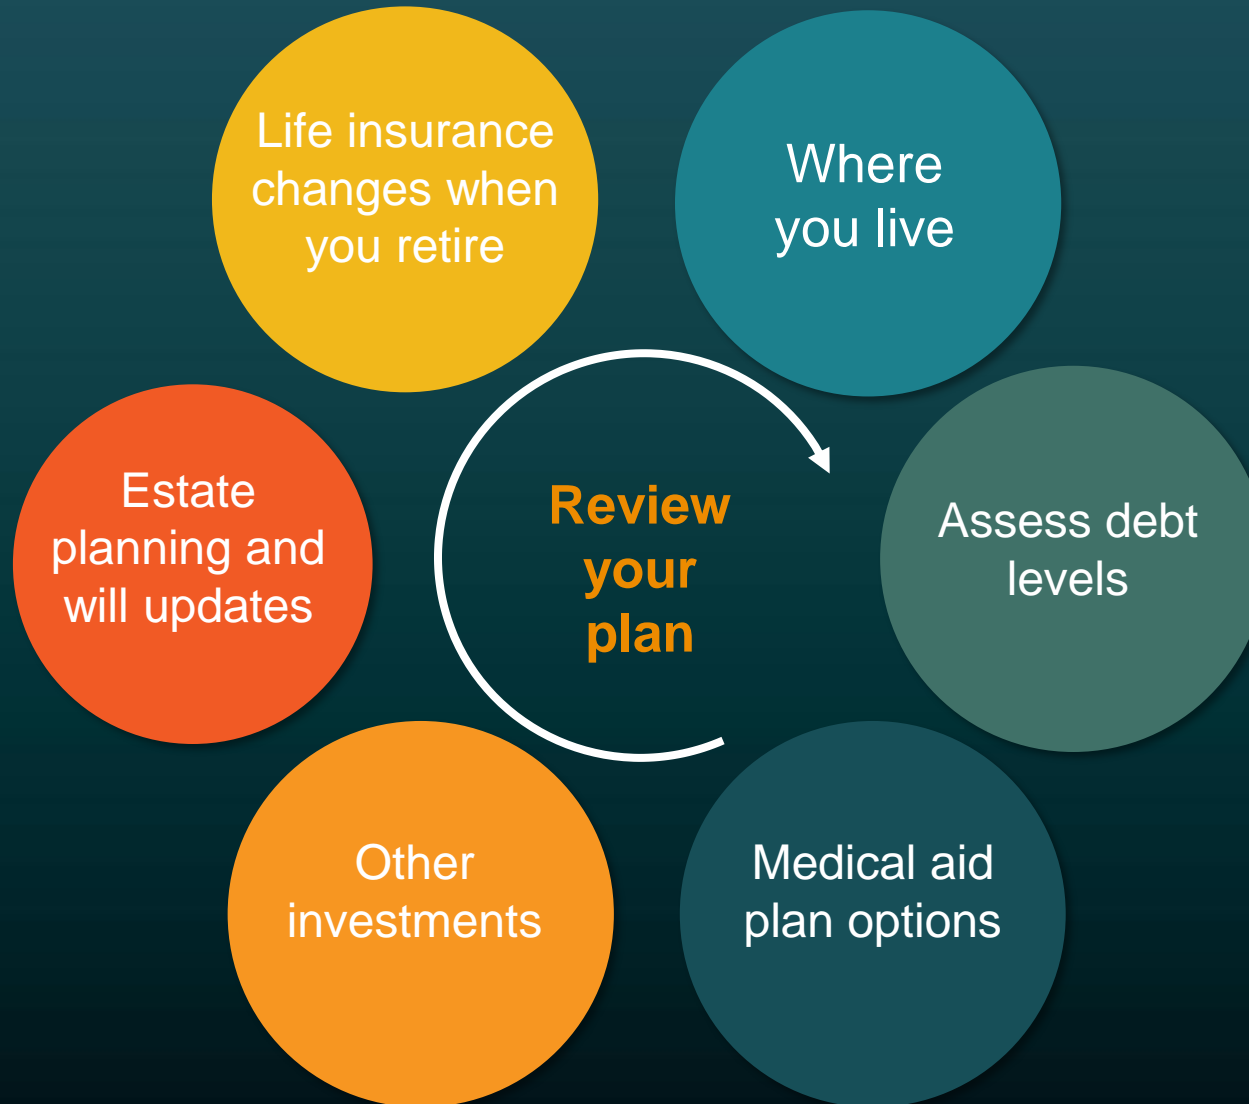 Life insurance
changes when
you retire
Where
you live
Assess debt
levels
Medical aid
plan options
Other
investments
Estate
planning and
will updates
Review
your
plan